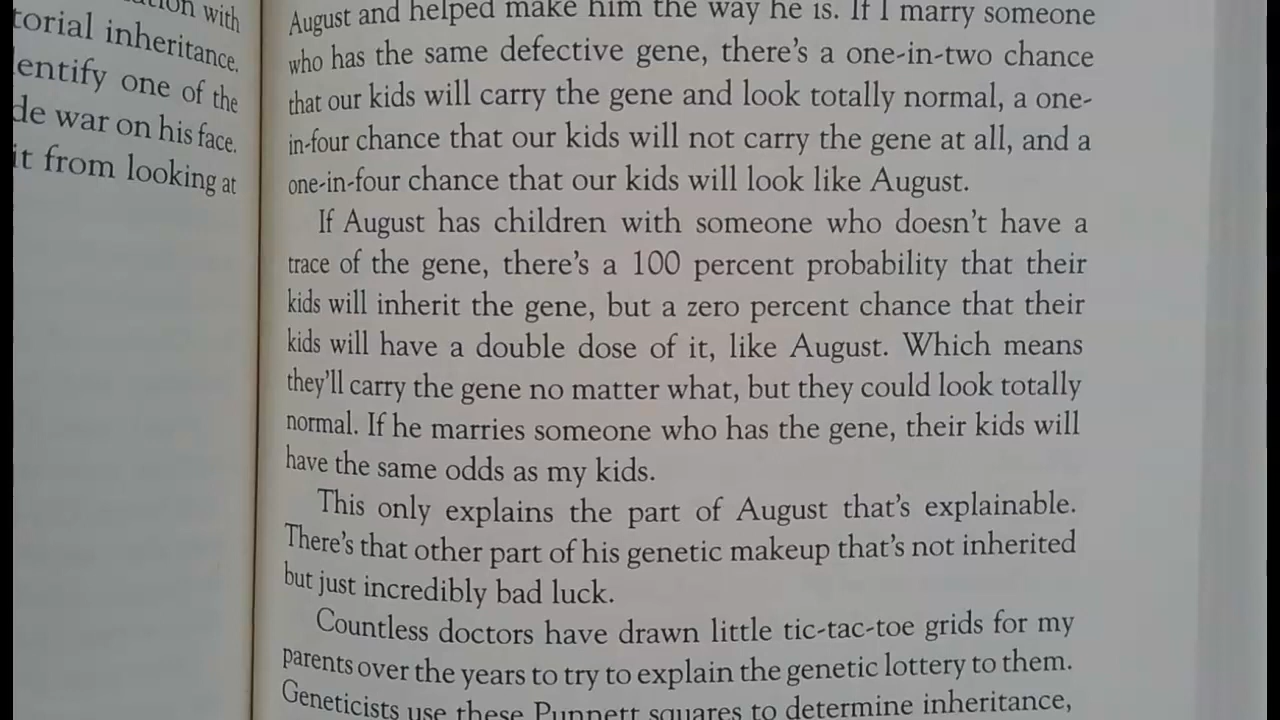 with
torial inheritance.
entify one of the
de war on his face.
it from looking at
August and helped make him the way he is. If I marry someone
who has the same defective gene, there's a one-in-two chance
that our kids will carry the gene and look totally normal, a one-
in-four chance that our kids will not carry the gene at all, and a
one-in-four chance that our kids will look like August.
If August has children with someone who doesn't have a
trace of the gene, there's a 100 percent probability that their
kids will inherit the gene, but a zero percent chance that their
kids will have a double dose of it, like August. Which means
they'll carry the gene no matter what, but they could look totally
normal. If he marries someone who has the gene, their kids will
have the same odds as my kids.
This only explains the part of August that's explainable.
There's that other part of his genetic makeup that's not inherited
but just incredibly bad luck.
Countless doctors have drawn little tic-tac-toe grids for my
parents over the years to try to explain the genetic lottery to them.
Geneticists use these Punnett squares to determine inheritance,